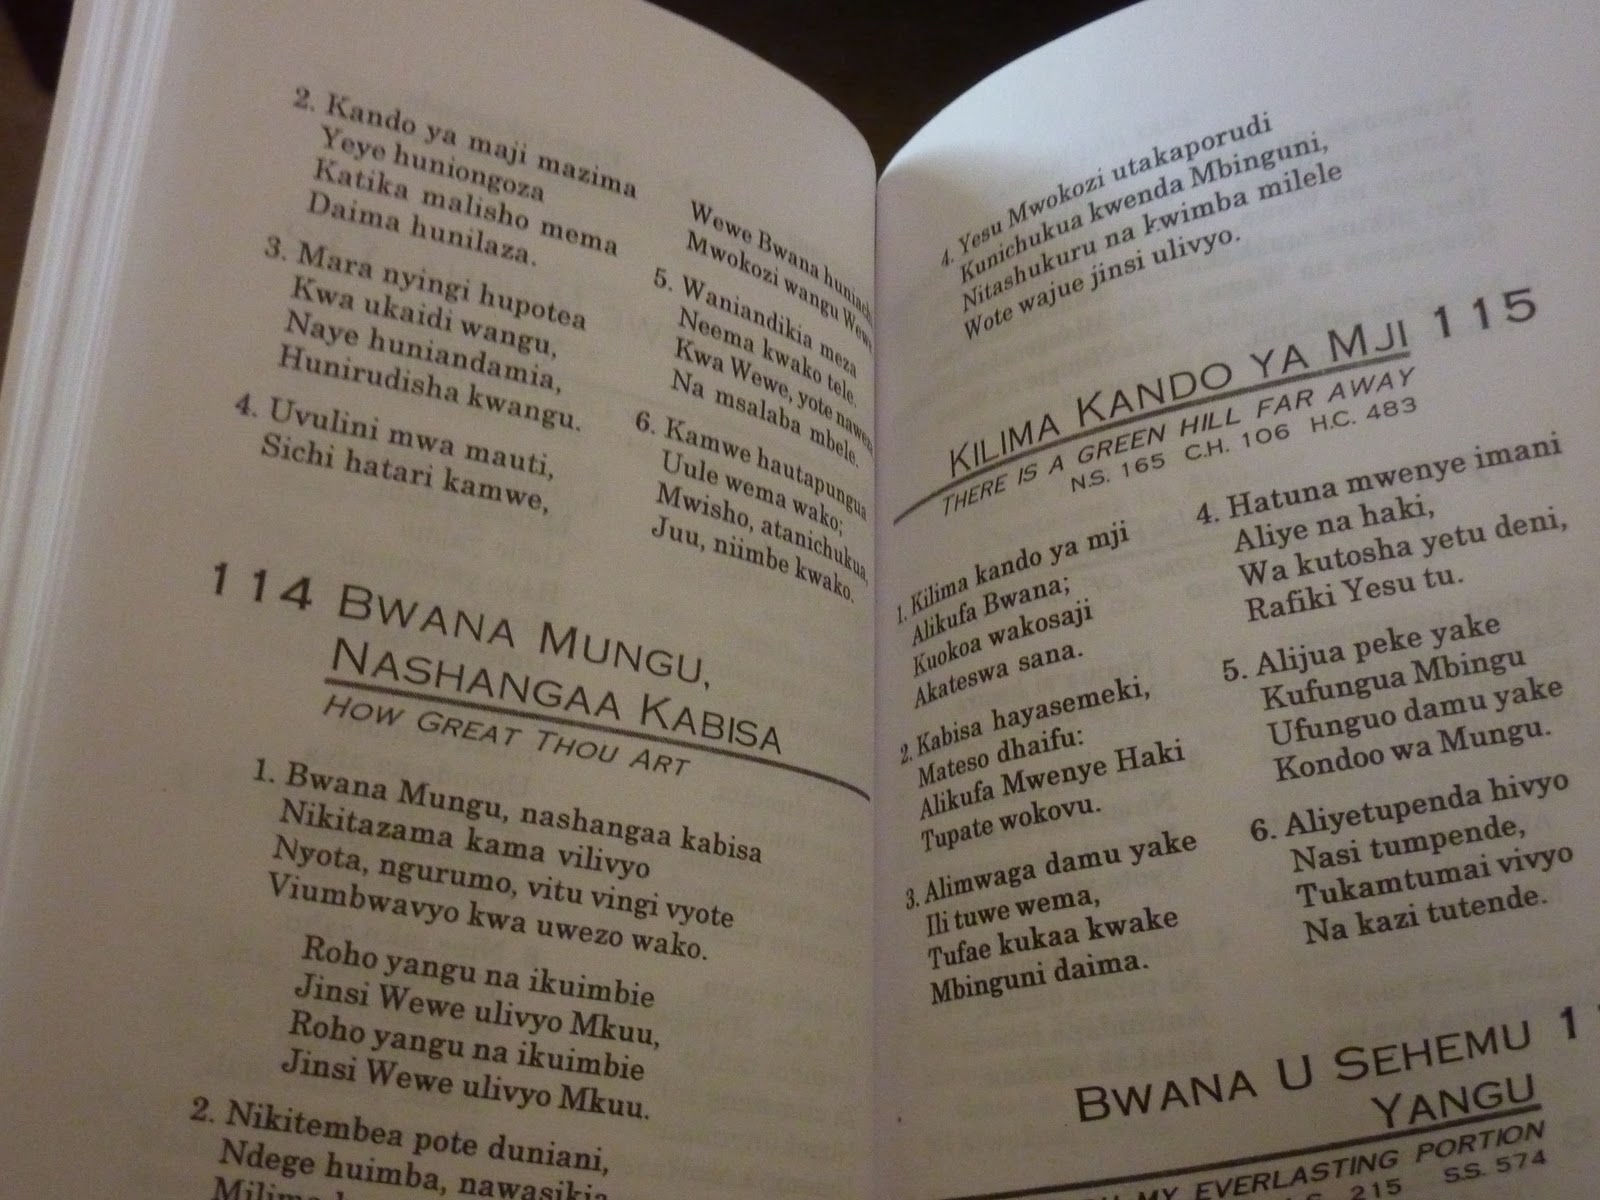 2. Kando ya maji mazima
Yeye huniongoza
Katika malisho mema
Daima hunilaza.
3. Mara nyingi hupotea
Kwa ukaidi wangu,
Naye huniandamia,
Hunirudisha kwangu.
4. Uvulini mwa mauti,
Sichi hatari kamwe,
Wewe Bwana
Mwokozi wangu
5. Waniandikia meza
Neema kwako tele.
Kwa Wewe, yote
Na msalaba mbele.
6. Kamwe hautapungua
Uule wema wako;
Mwisho, atanichukua,
Juu, niimbe kwako.
114 BWANA MUNGU,
NASHANGAA KABISA
HOW GREAT THOU ART
1. Bwana Mungu, nashangaa kabisa
Nikitazama kama vilivyo
Nyota, ngurumo, vitu vingi vyote
Viumbwavyo kwa uwezo wako.
Roho yangu na ikuimbie
Jinsi Wewe ulivyo Mkuu,
Roho yangu na ikuimbie
Jinsi Wewe ulivyo Mkuu.
2. Nikitembea pote duniani,
Ndege huimba, nawasikia
4. Yesu Mwokozi utakaporudi
Kunichukua kwenda Mbinguni,
Nitashukuru na kwimba milele
Wote wajue jinsi ulivyo.
KILIMA KANDO YA MJI 115
THERE IS A GREEN HILL FAR AWAY
N.S. 165 C.H. 106 H.C. 483
1. Kilima kando ya mji
Alikufa Bwana;
Kuokoa wakosaji
Akateswa sana.
2. Kabisa hayasemeki,
Mateso dhaifu:
Alikufa Mwenye Haki
Tupate wokovu.
3. Alimwaga damu yake
Ili tuwe wema,
Tufae kukaa kwake
Mbinguni daima.
4. Hatuna mwenye imani
Aliye na haki,
Wa kutosha yetu deni,
Rafiki Yesu tu.
5. Alijua peke yake
Kufungua Mbingu
Ufunguo damu yake
Kondoo wa Mungu.
6. Aliyetupenda hivyo
Nasi tumpende,
Tukamtumai vivyo
Na kazi tutende.
BWANA U SEHEMU
YANGU
MY EVERLASTING PORTION
215 S.S. 574